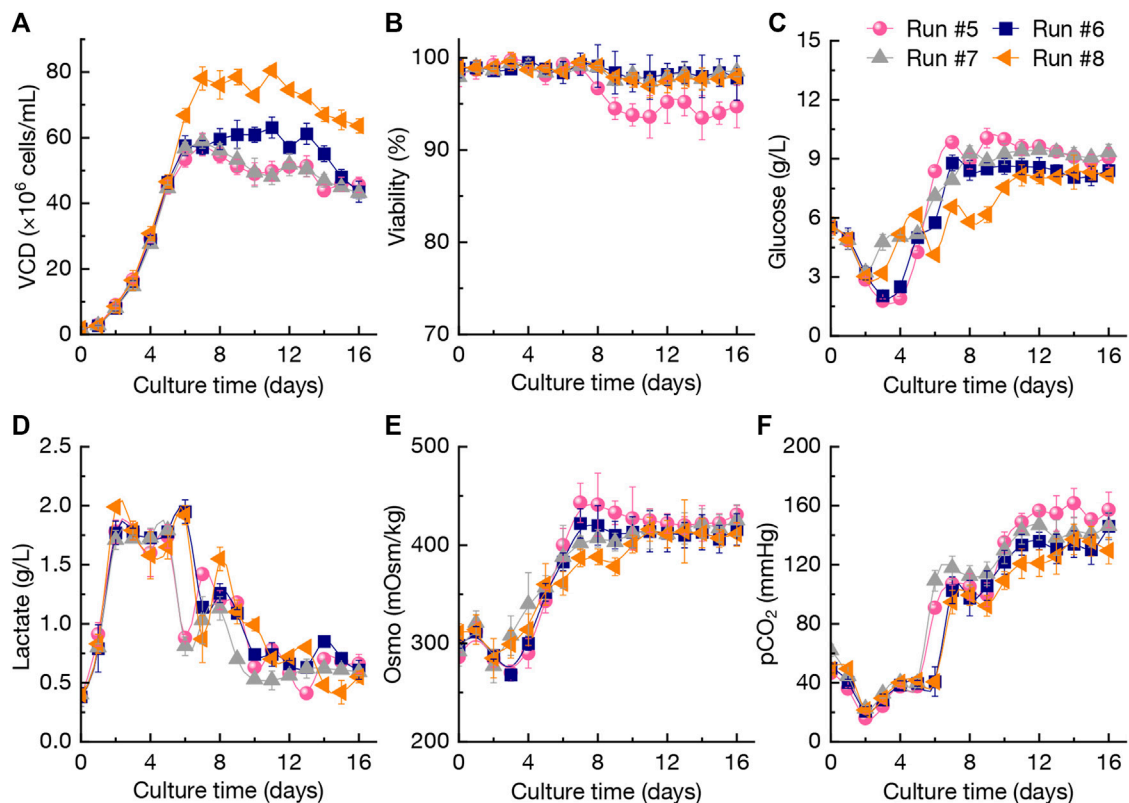 A
VCD (×10⁶ cells/mL)
100
80
60
40
20
0
0 4 8 12 16
Culture time (days)
B
Viability (%)
100
90
80
70
0 4 8 12 16
Culture time (days)
C
Run #5 Run #6
Run #7 Run #8
Glucose (g/L)
15
12
9
6
3
0
0 4 8 12 16
Culture time (days)
D
Lactate (g/L)
2.5
2.0
1.5
1.0
0.5
0.0
0 4 8 12 16
Culture time (days)
E
Osmo (mOsm/kg)
500
400
300
200
0 4 8 12 16
Culture time (days)
F
pCO₂ (mmHg)
200
160
120
80
40
0
0 4 8 12 16
Culture time (days)